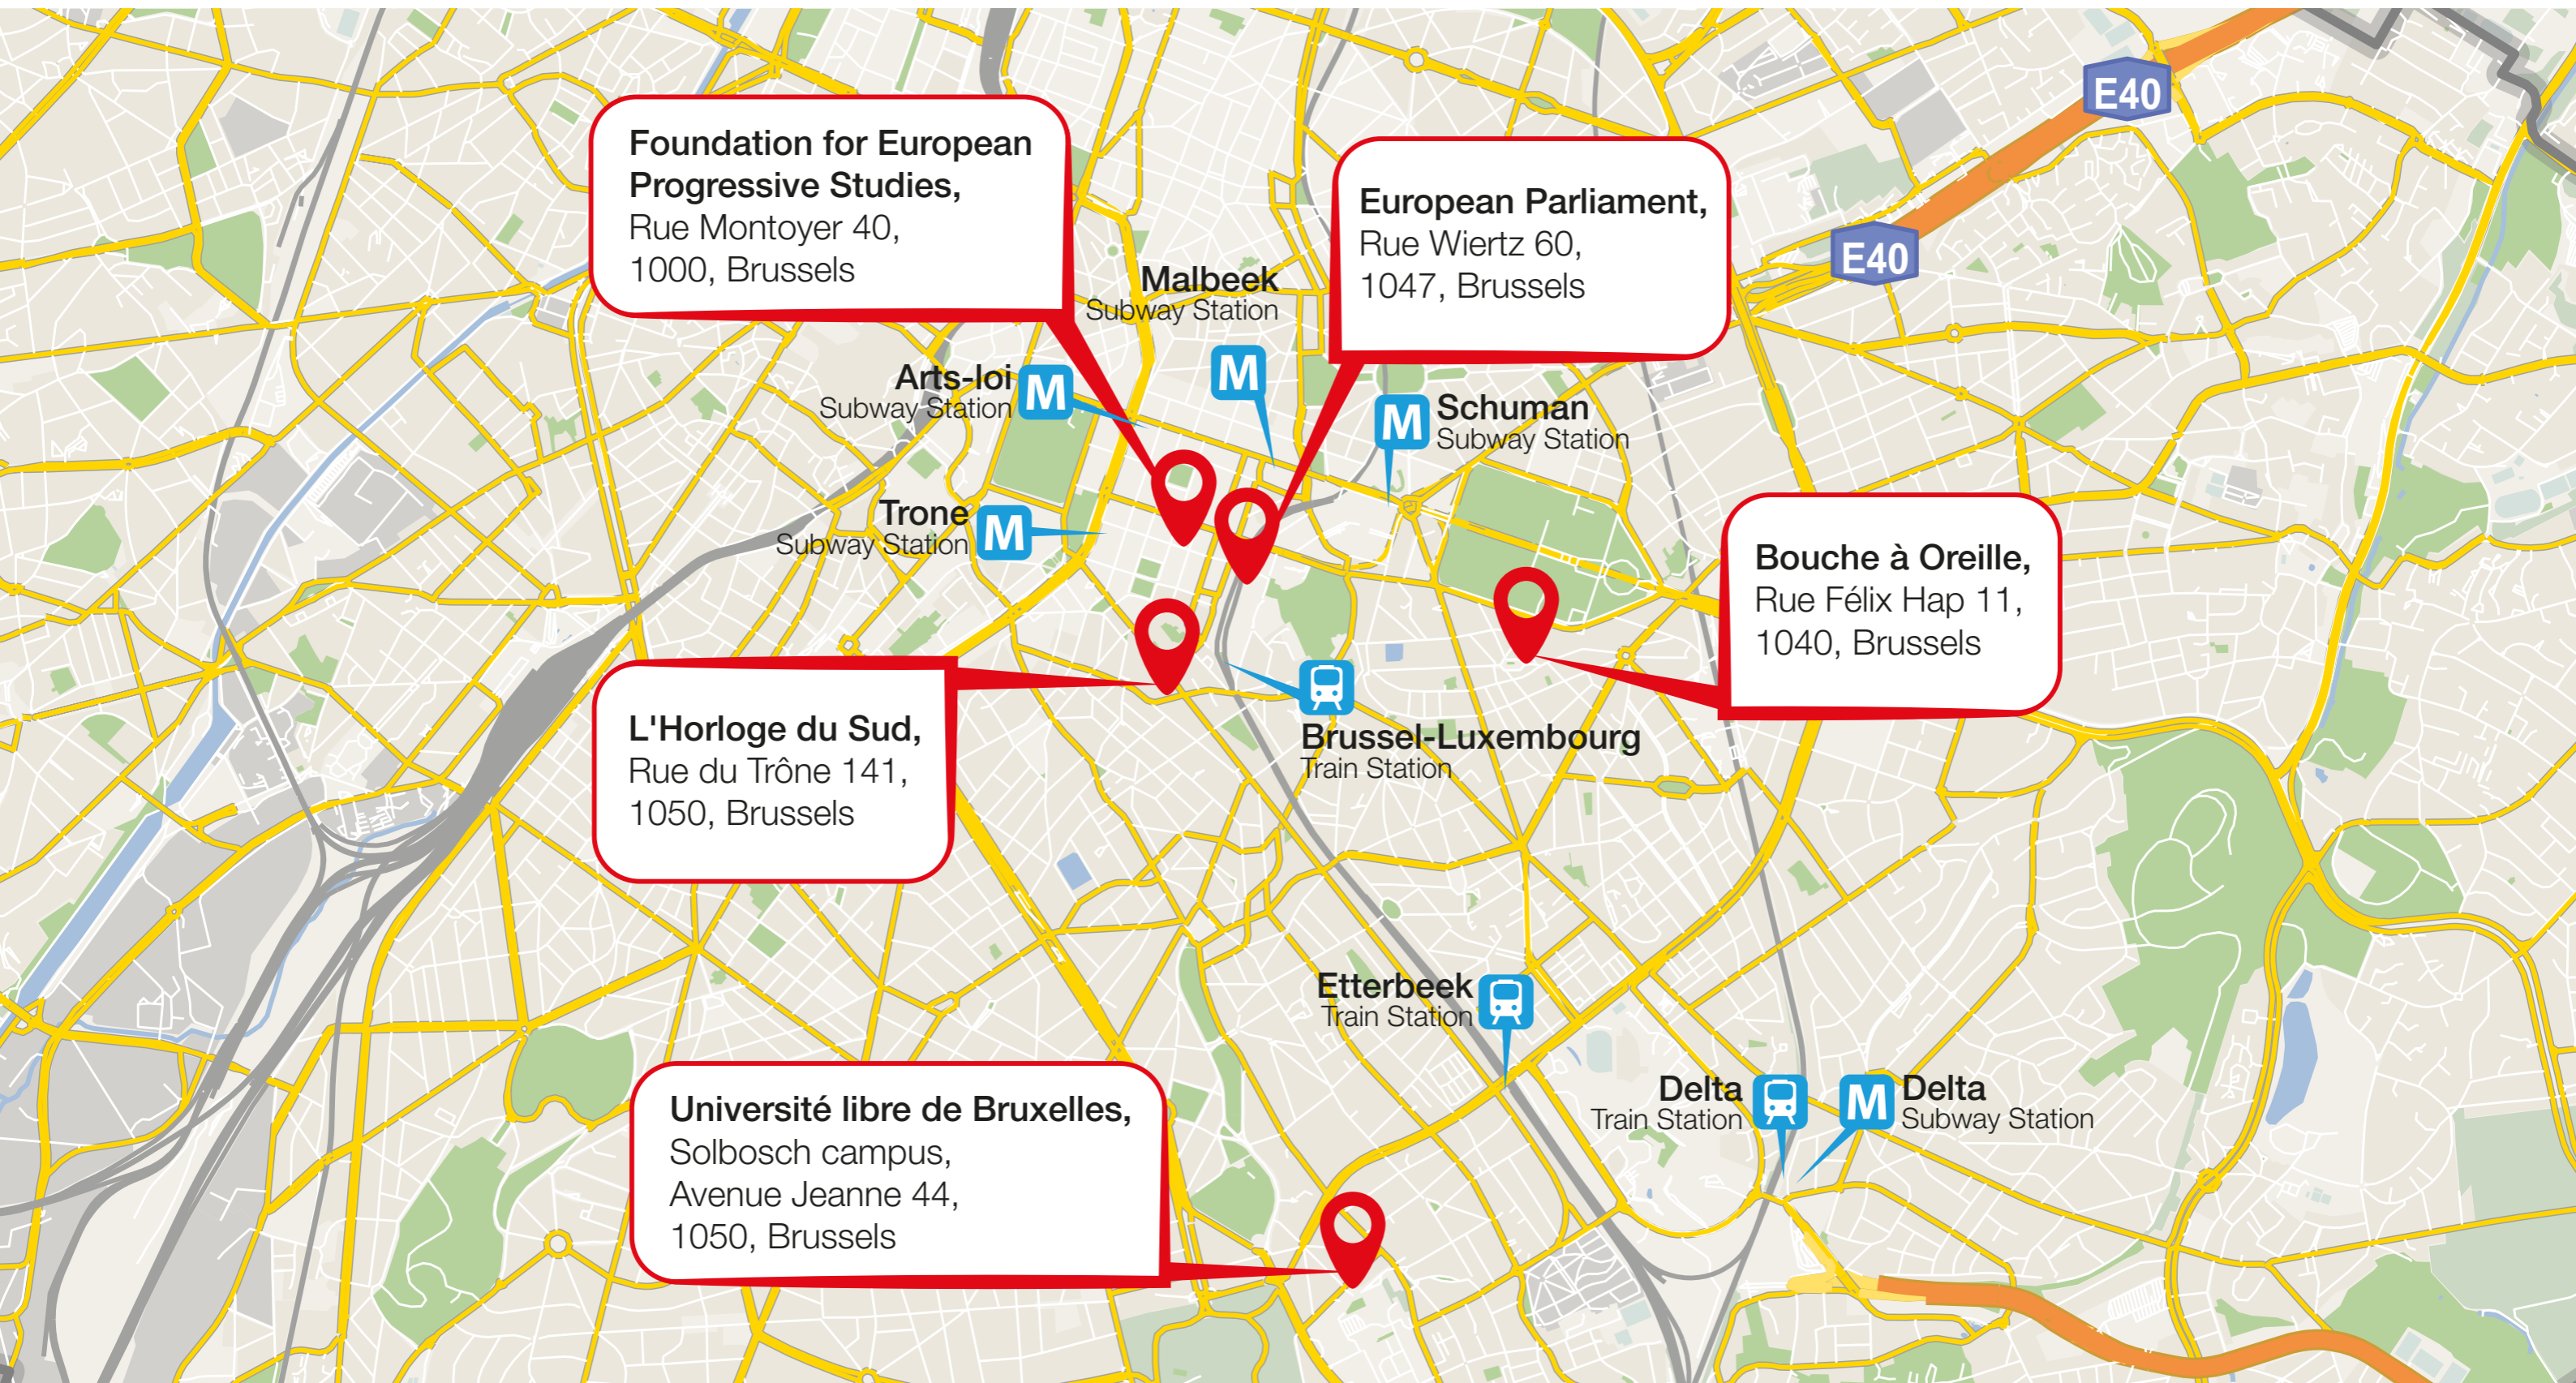 E40
Foundation for European
Progressive Studies,
Rue Montoyer 40,
1000, Brussels
European Parliament,
Rue Wiertz 60,
1047, Brussels
E40
Malbeek
Subway Station
M
Arts-loi
Subway Station
M
M
Schuman
Subway Station
Trone
Subway Station
M
Bouche à Oreille,
Rue Félix Hap 11,
1040, Brussels
L'Horloge du Sud,
Rue du Trône 141,
1050, Brussels
Brussel-Luxembourg
Train Station
Etterbeek
Train Station
Delta
Train Station
M
Delta
Subway Station
Université libre de Bruxelles,
Solbosch campus,
Avenue Jeanne 44,
1050, Brussels